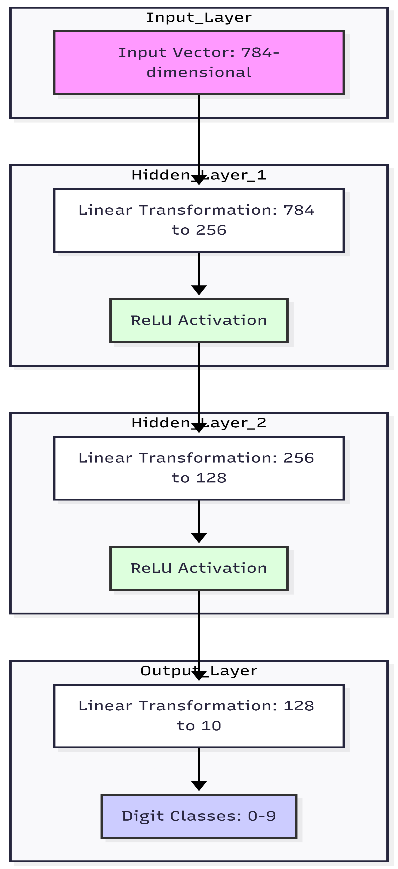 Input_Layer
Input Vector: 784-
dimensional
Hidden_Layer_1
Linear Transformation: 784
to 256
ReLU Activation
Hidden_Layer_2
Linear Transformation: 256
to 128
ReLU Activation
Output_Layer
Linear Transformation: 128
to 10
Digit Classes: 0-9